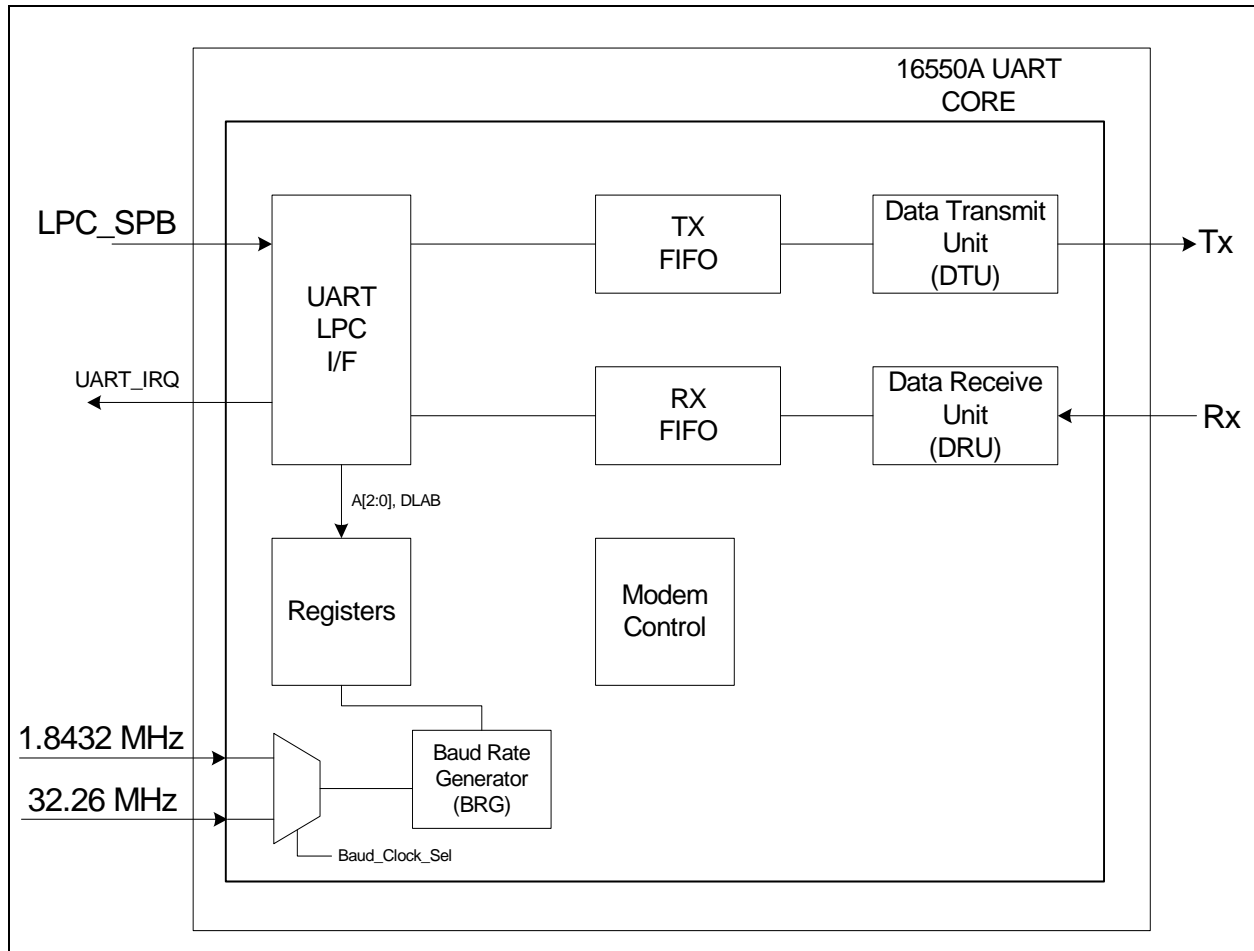 16550A UART
CORE
LPC_SPB
UART_IRQ
UART
LPC
I/F
TX
FIFO
Data Transmit
Unit
(DTU)
Tx
RX
FIFO
Data Receive
Unit
(DRU)
Rx
A[2:0], DLAB
Registers
Modem
Control
1.8432 MHz
32.26 MHz
Baud Rate
Generator
(BRG)
Baud_Clock_Sel